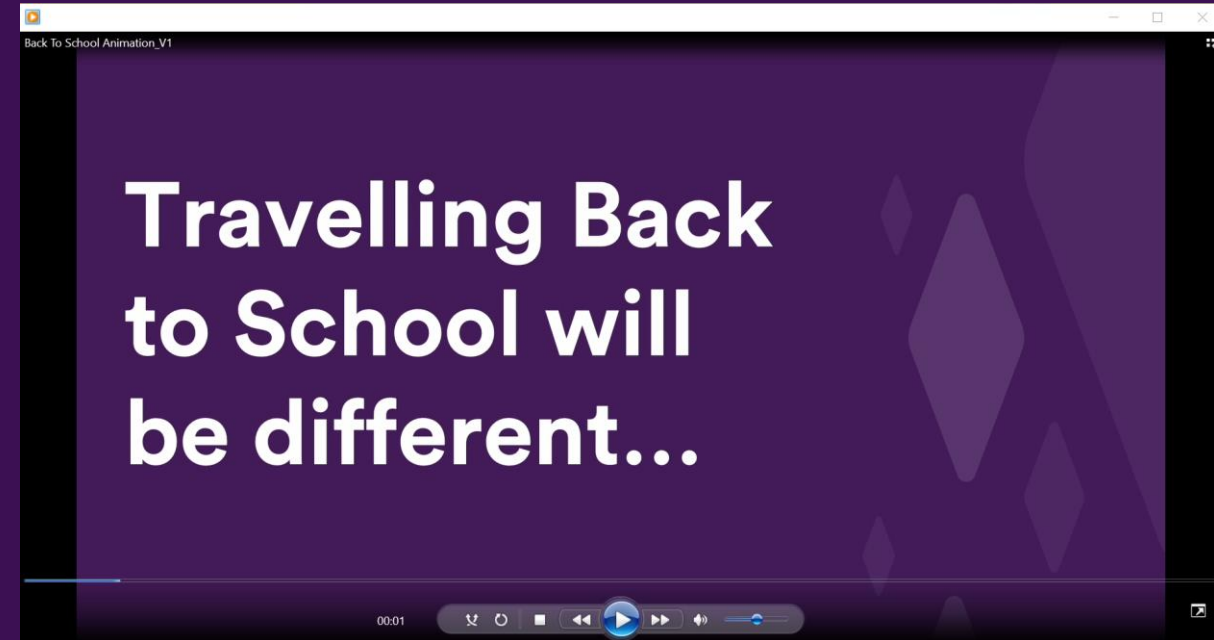 Back To School Animation_V1
Travelling Back
to School will
be different...
00:01